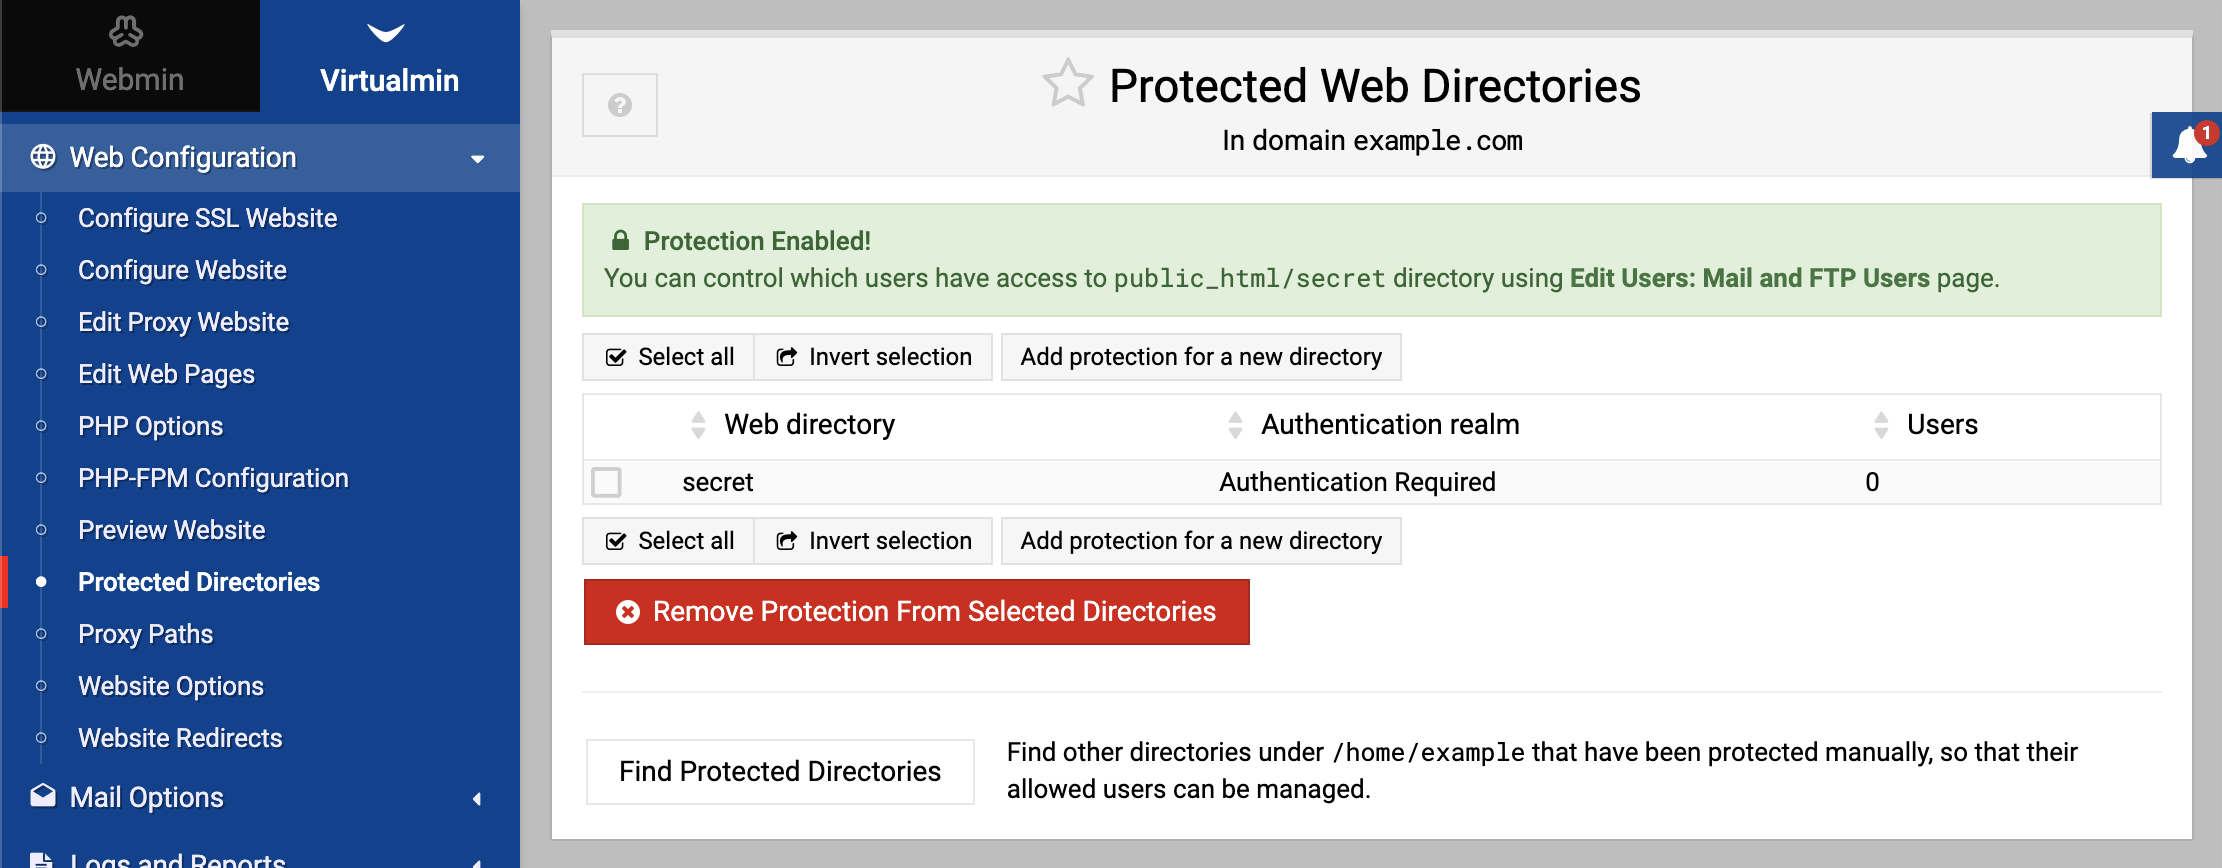 Webmin
Virtualmin
Web Configuration
Configure SSL Website
Configure Website
Edit Proxy Website
Edit Web Pages
PHP Options
PHP-FPM Configuration
Preview Website
Protected Directories
Proxy Paths
Website Options
Website Redirects
Mail Options
Logs and Reports
?
Protected Web Directories
In domain example.com
1
Protection Enabled!
You can control which users have access to public_html/secret directory using Edit Users: Mail and FTP Users page.
Select all Invert selection Add protection for a new directory
Web directory Authentication realm Users
secret Authentication Required 0
Select all Invert selection Add protection for a new directory
Remove Protection From Selected Directories
Find Protected Directories
Find other directories under /home/example that have been protected manually, so that their
allowed users can be managed.